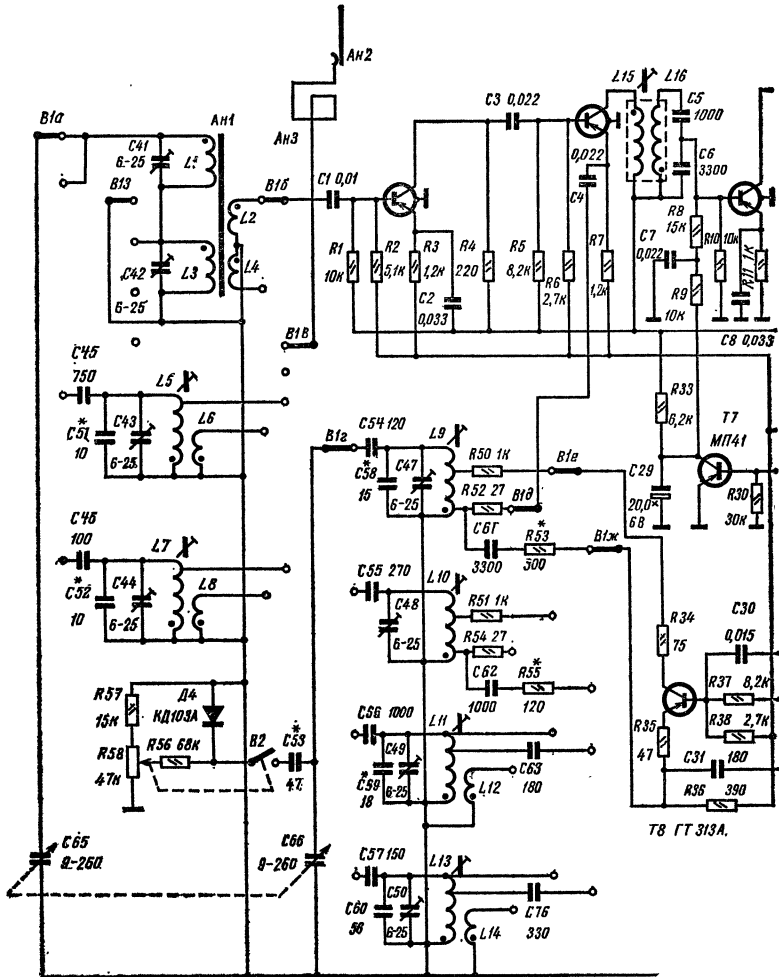 Ан2
L15
L16
С3 0,022
С5
1000
В1а
Ан1
Ан3
С41
6-25
L1
В13
В1б
С1 0,01
0,022
С4
С6
3300
L2
R8
15к
С42
6-25
L3
L4
R1
10к
R2
5,1к
R3
1,2к
R4
220
R5
8,2к
R6
2,7к
R7
1,2к
С7
0,022
R10 10к
R11 1к
С2
0,033
R9
10к
С8 0,033
В1в
С45
750
L5
L6
С43
6-25
*
С51
10
R33
6,2к
Т7
МП41
В1г
С54 120
L9
R50 1к
В1е
*
С58
15
С47
6-25
R52 27
В1д
С29
20,0×
6В
R30
30к
С46
100
L7
L8
С61
3300
R53*
300
В1ж
*
С52
10
С44
6-25
С55 270
L10
R51 1к
С48
6-25
R54 27
R34
75
С30
0,015
С62
1000
R55*
120
R37 8,2к
R38 2,7к
R57
15к
Д4
КД103А
С56 1000
L11
R35
47
R58
47к
R56 68к
В2
С53*
47
С49
6-25
*
С59
18
С63
180
L12
С31 180
R36 390
Т8 ГТ 313А.
С65
9-260
С66
9-260
С57 150
L13
С50
6-25
С60
56
С76
330
L14